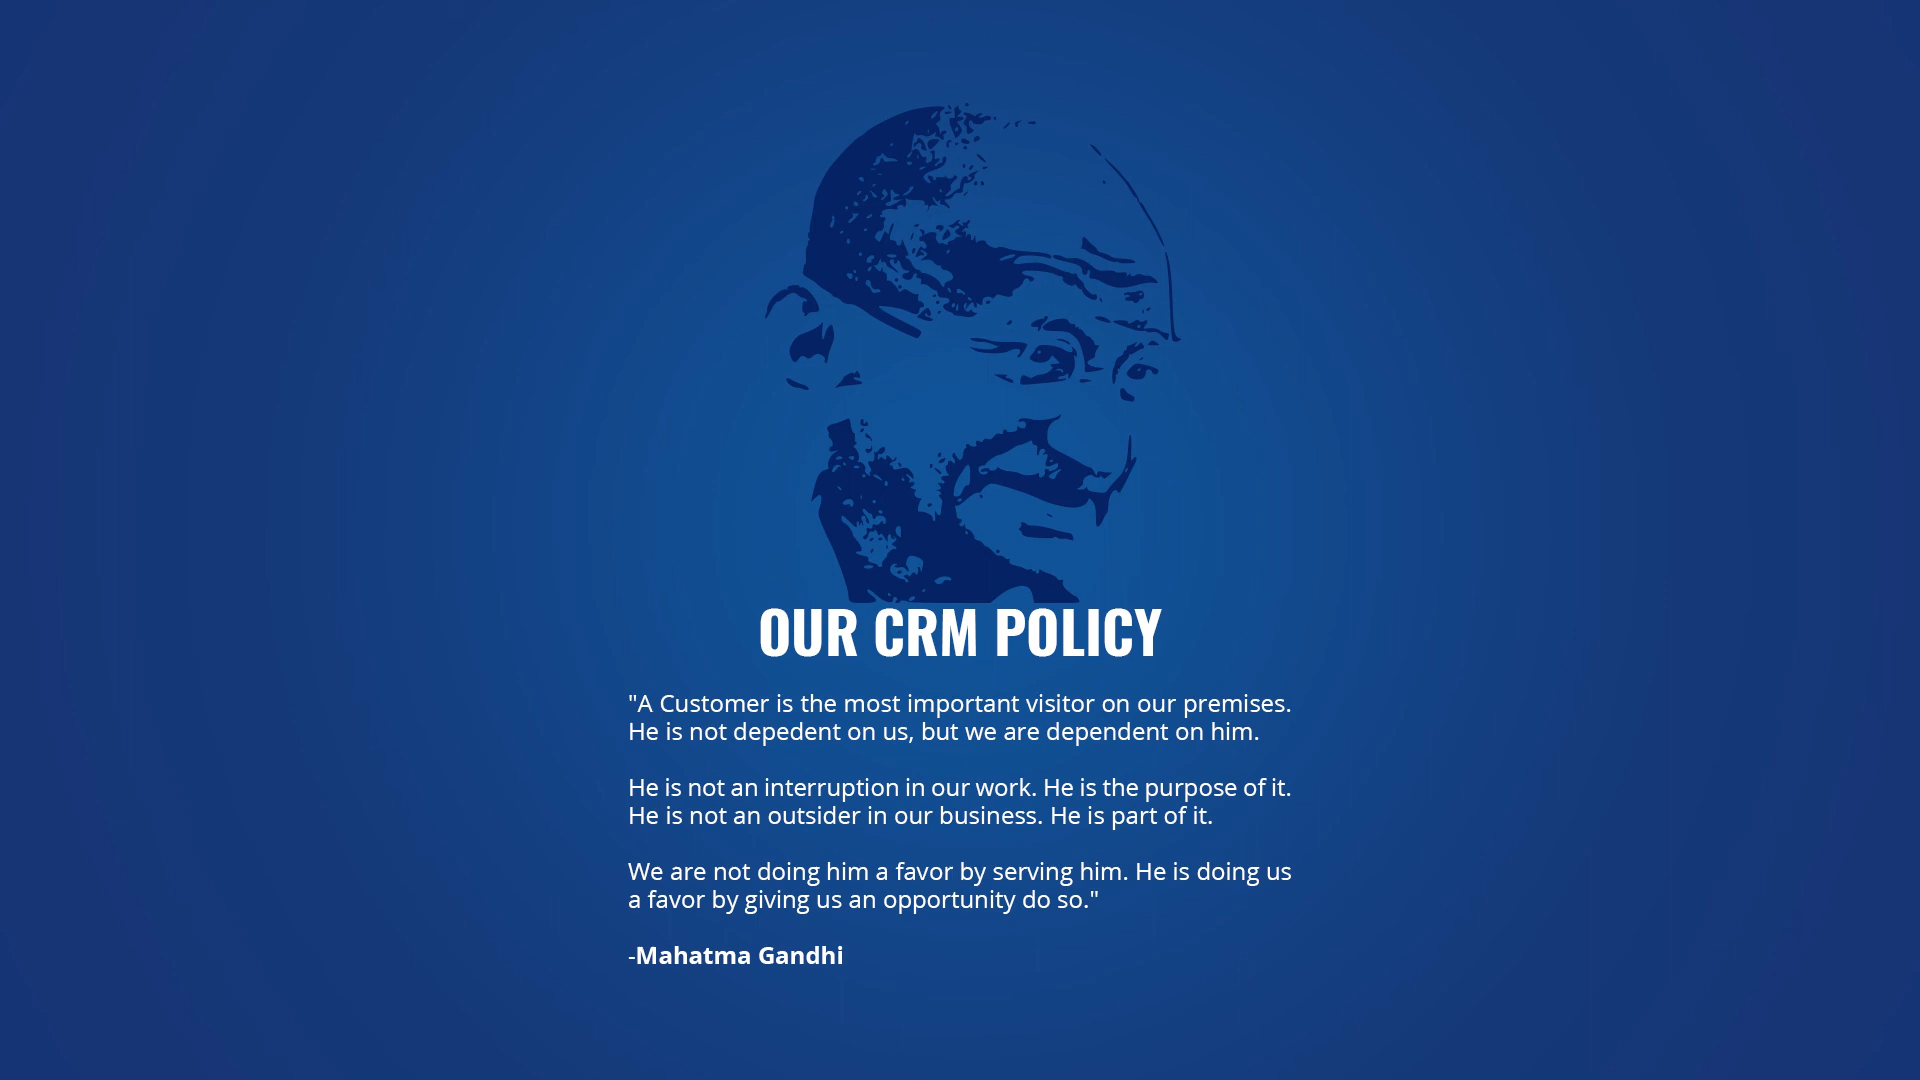 OUR CRM POLICY
"A Customer is the most important visitor on our premises.
He is not depedent on us, but we are dependent on him.
He is not an interruption in our work. He is the purpose of it.
He is not an outsider in our business. He is part of it.
We are not doing him a favor by serving him. He is doing us
a favor by giving us an opportunity do so."
-Mahatma Gandhi